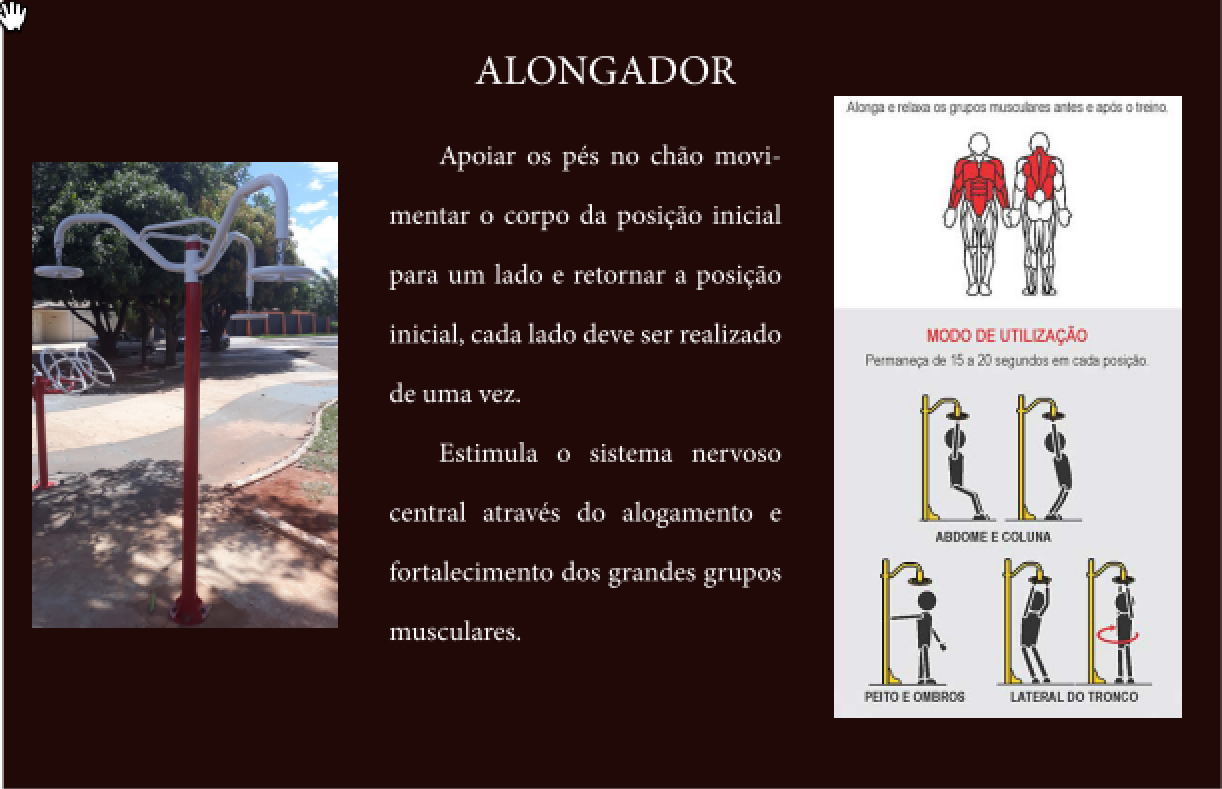 ALONGADOR
Apoiar os pés no chão movi-
mentar o corpo da posição inicial
para um lado e retornar a posição
inicial, cada lado deve ser realizado
de uma vez.
Estimula o sistema nervoso
central através do alogamento e
fortalecimento dos grandes grupos
musculares.
Alonga e relaxa os grupos musculares antes e após o treino.
MODO DE UTILIZAÇÃO
Permaneça de 15 a 20 segundos em cada posição.
ABDOME E COLUNA
PEITO E OMBROS
LATERAL DO TRONCO